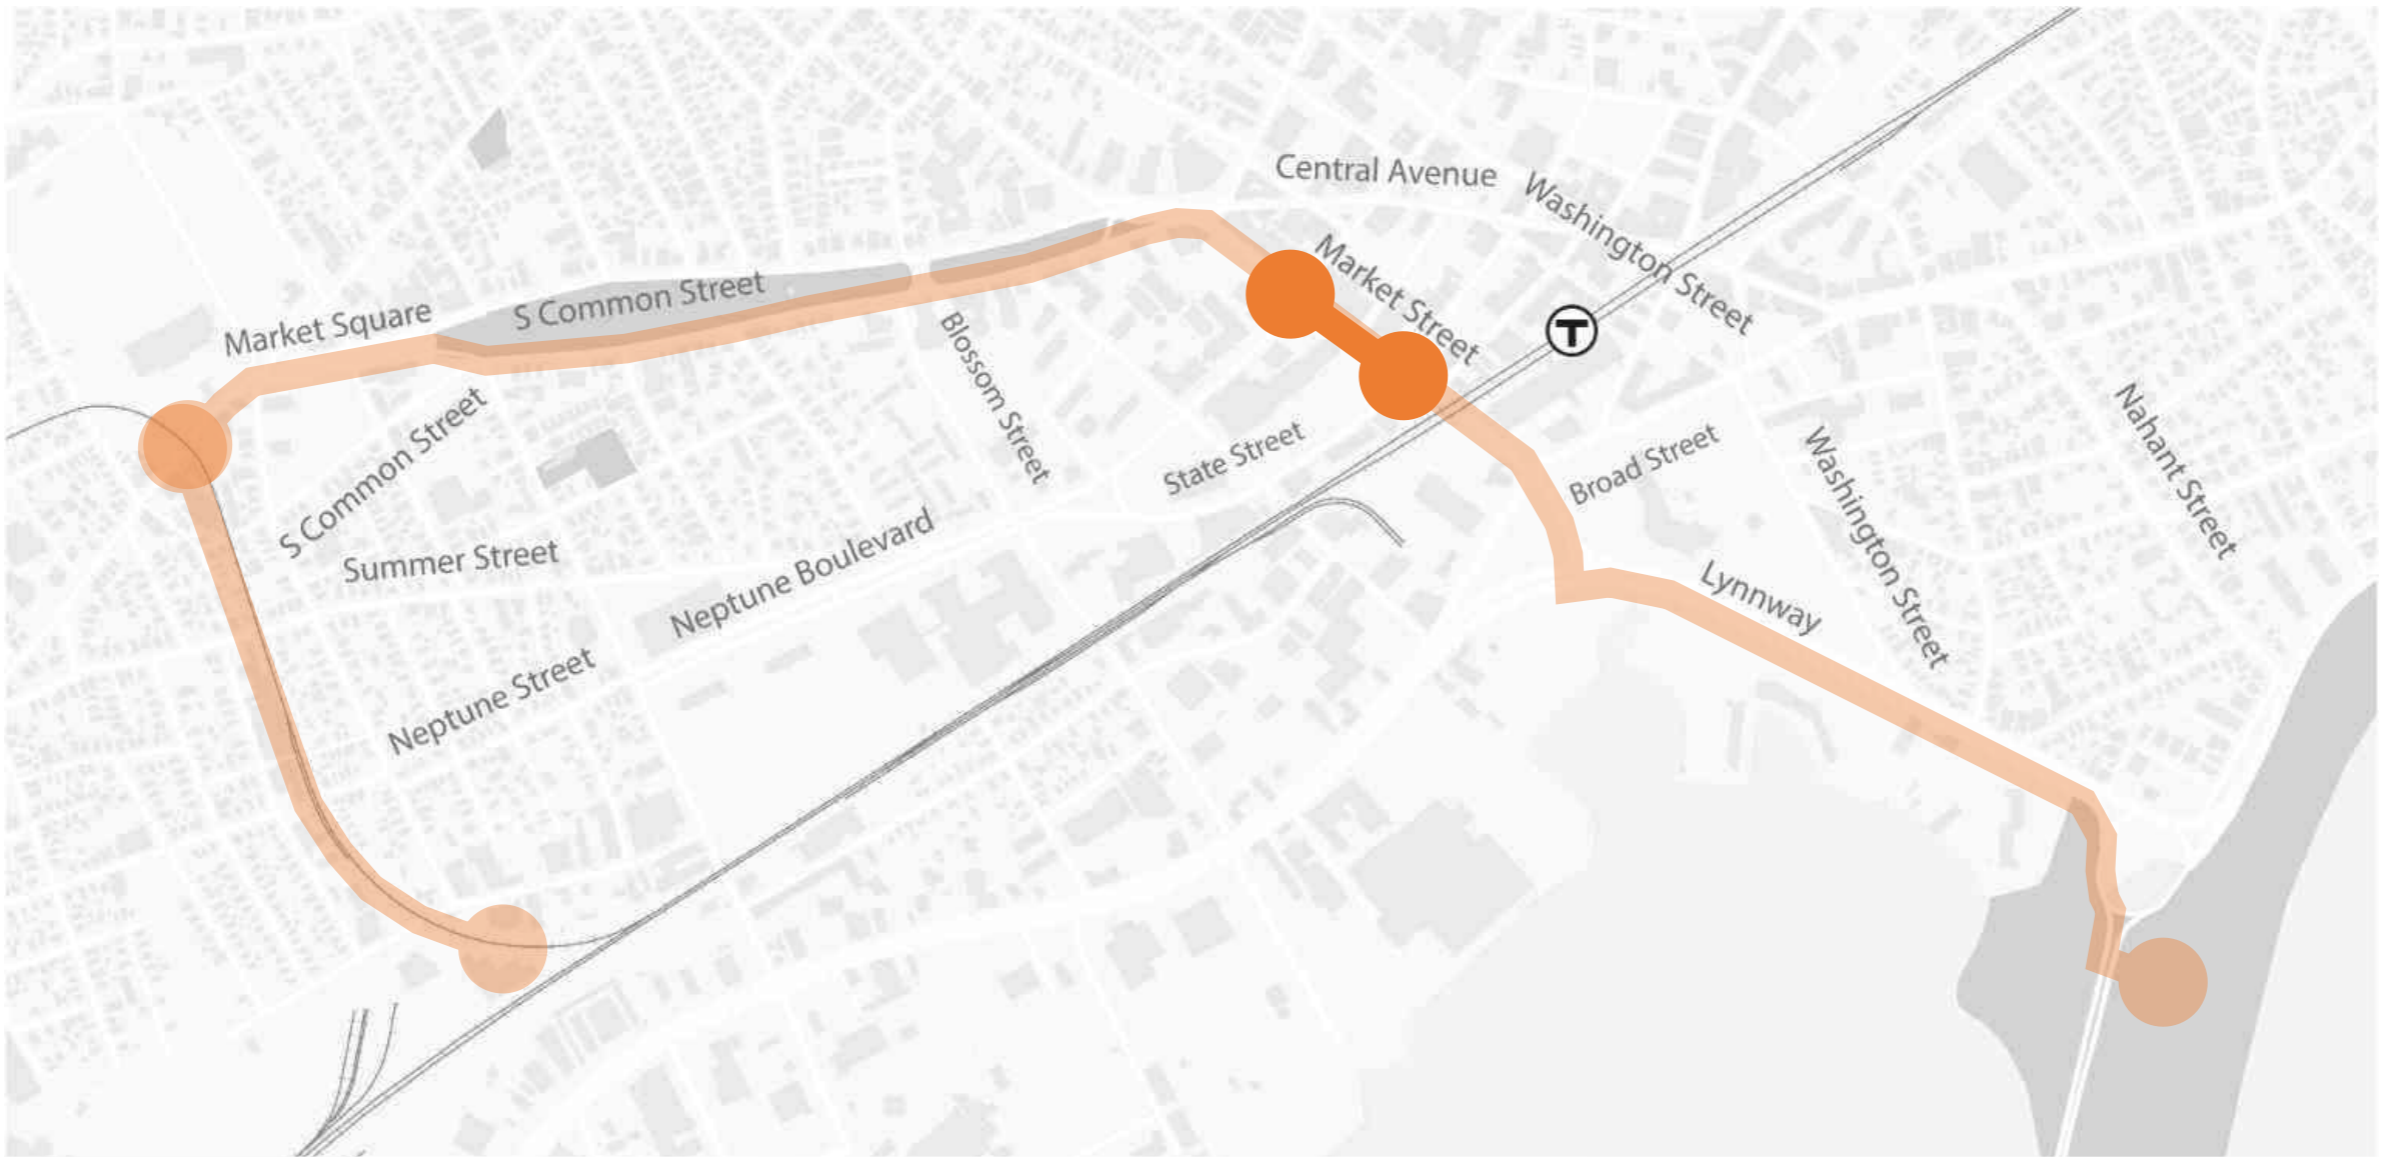 Central Avenue
Washington Street
Market Street
T
S Common Street
Market Square
Blossom Street
S Common Street
State Street
Broad Street
Nahant Street
Washington Street
Summer Street
Neptune Boulevard
Lynnway
Neptune Street